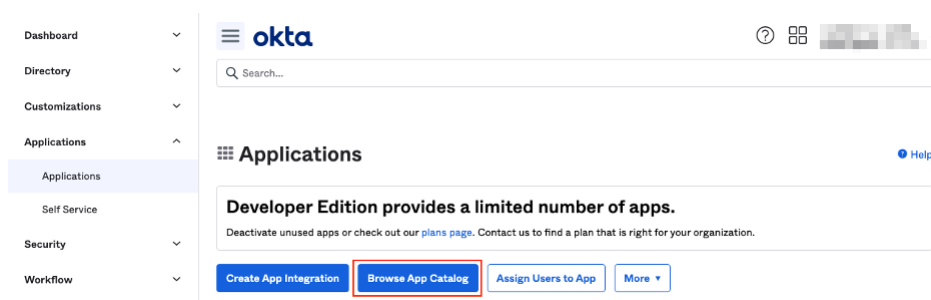 Dashboard
Directory
Customizations
Applications
Applications
Self Service
Security
Workflow
okta
Search...
Applications
Help
Developer Edition provides a limited number of apps.
Deactivate unused apps or check out our plans page. Contact us to find a plan that is right for your organization.
Create App Integration Browse App Catalog Assign Users to App More